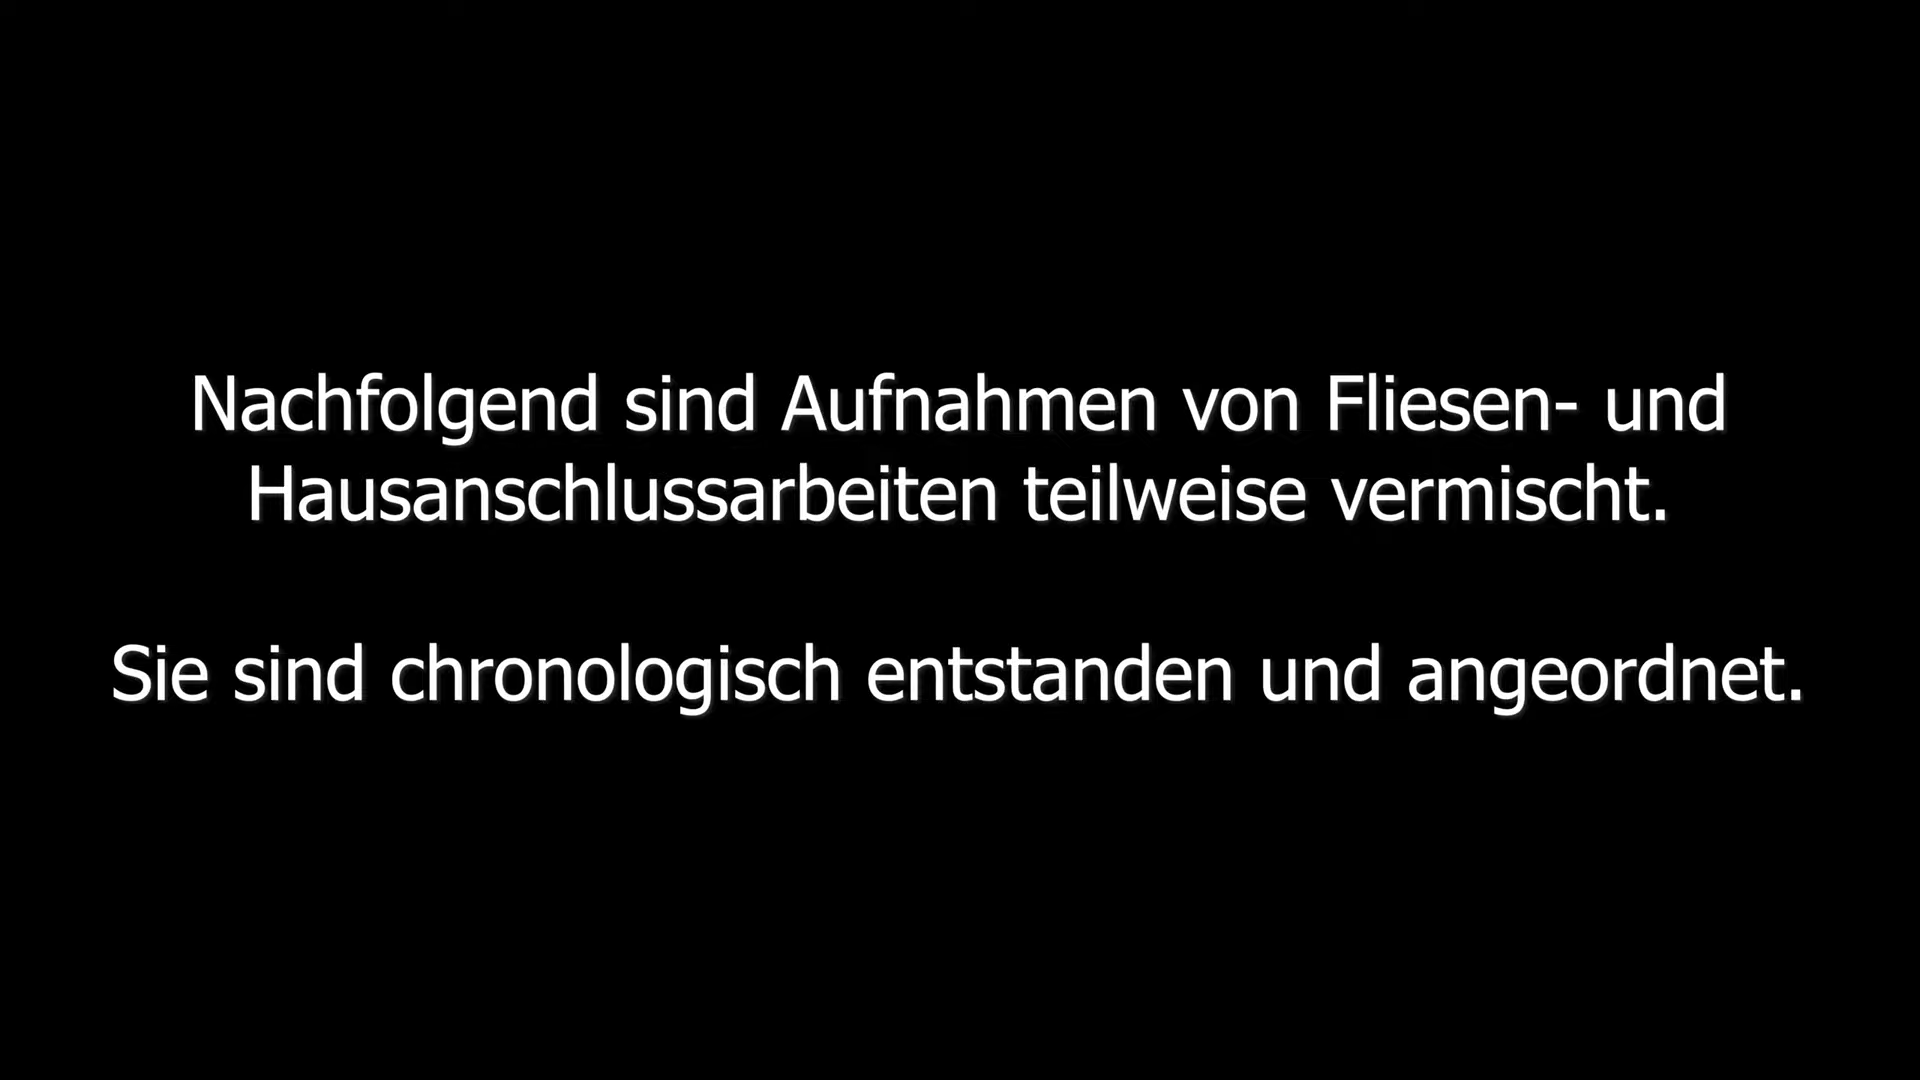 Nachfolgend sind Aufnahmen von Fliesen- und
Hausanschlussarbeiten teilweise vermischt.
Sie sind chronologisch entstanden und angeordnet.